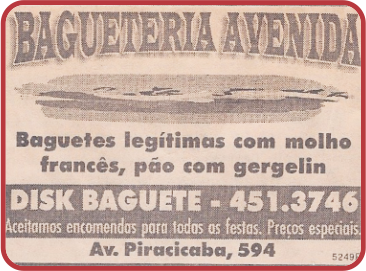 BAGUETERIA AVENIDA
Baguetes legítimas com molho
francês, pão com gergelin
DISK BAGUETE - 451.3746
Aceitamos encomendas para todas as festas. Preços especiais.
Av. Piracicaba, 594
5249F